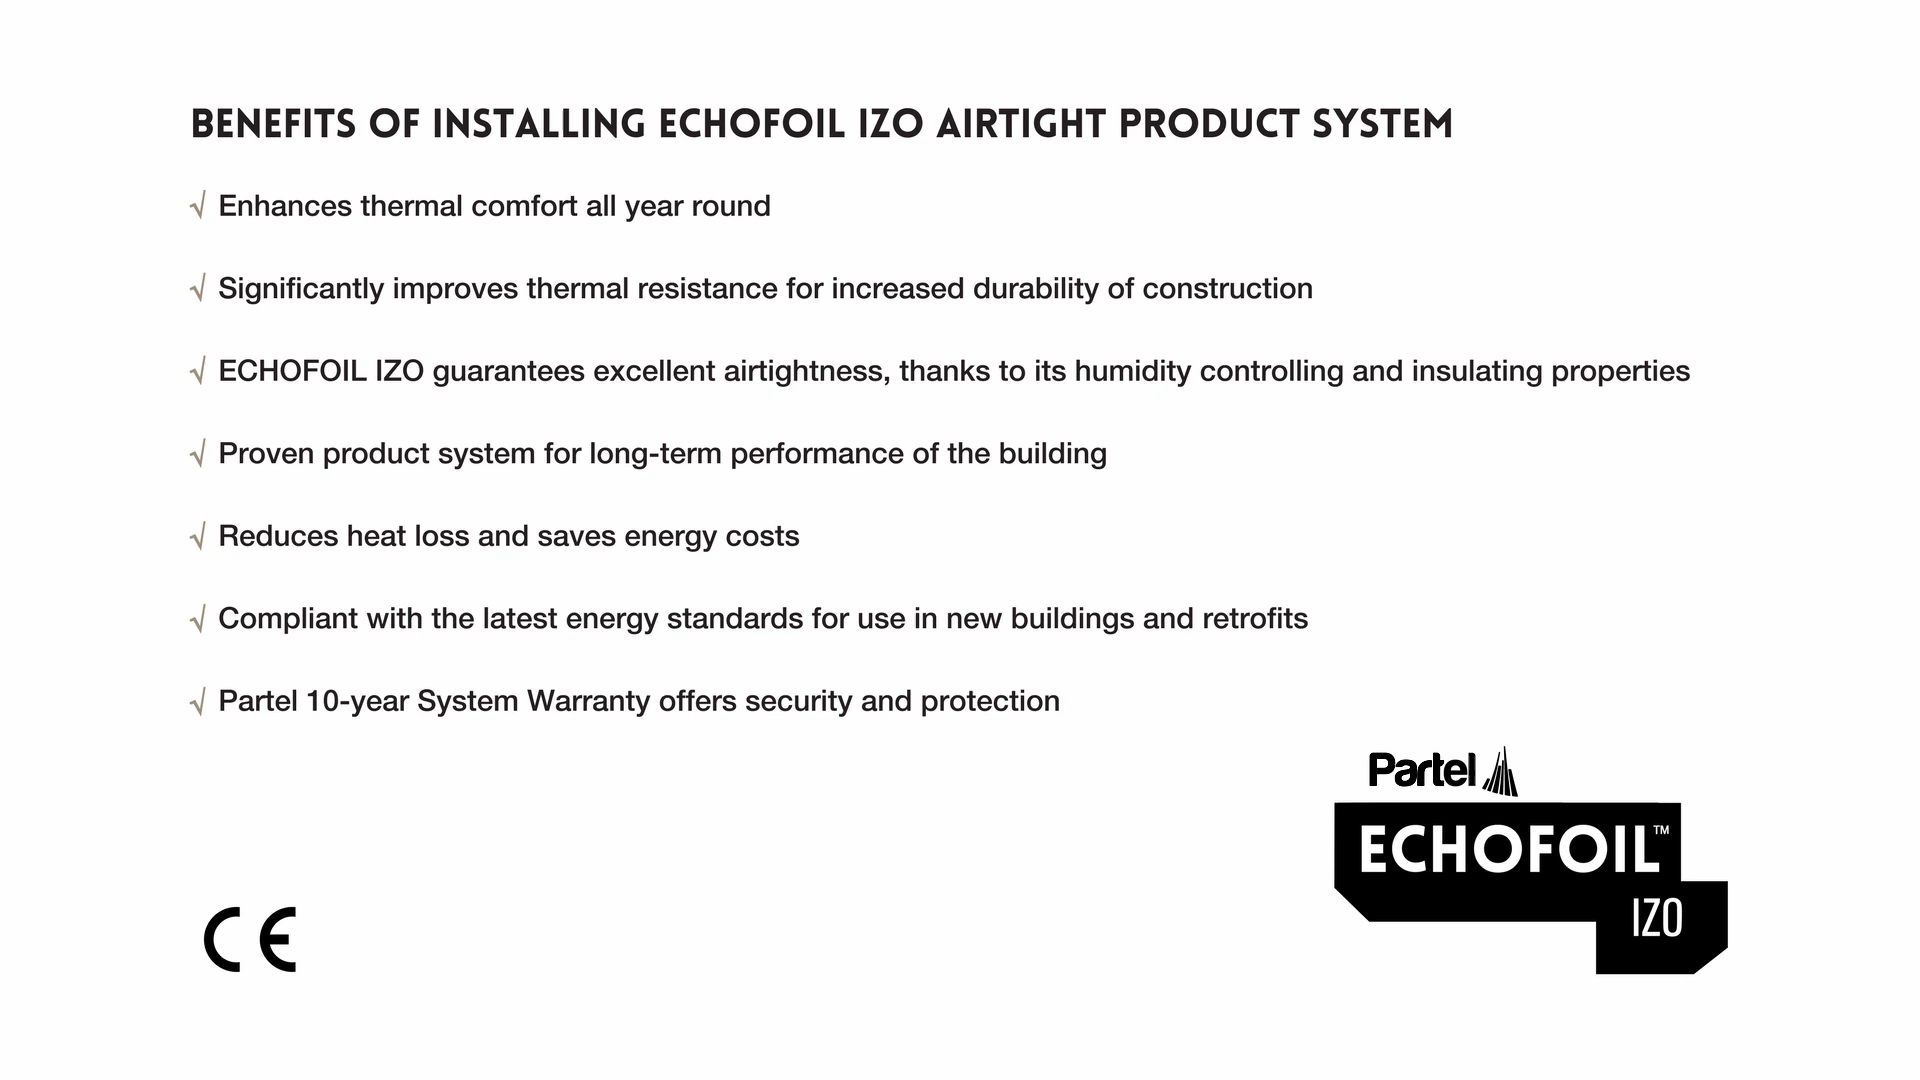 BENEFITS OF INSTALLING ECHOFOIL IZO AIRTIGHT PRODUCT SYSTEM
√ Enhances thermal comfort all year round
√ Significantly improves thermal resistance for increased durability of construction
√ ECHOFOIL IZO guarantees excellent airtightness, thanks to its humidity controlling and insulating properties
√ Proven product system for long-term performance of the building
√ Reduces heat loss and saves energy costs
√ Compliant with the latest energy standards for use in new buildings and retrofits
√ Partel 10-year System Warranty offers security and protection
Partel
ECHOFOIL™
IZO
CE